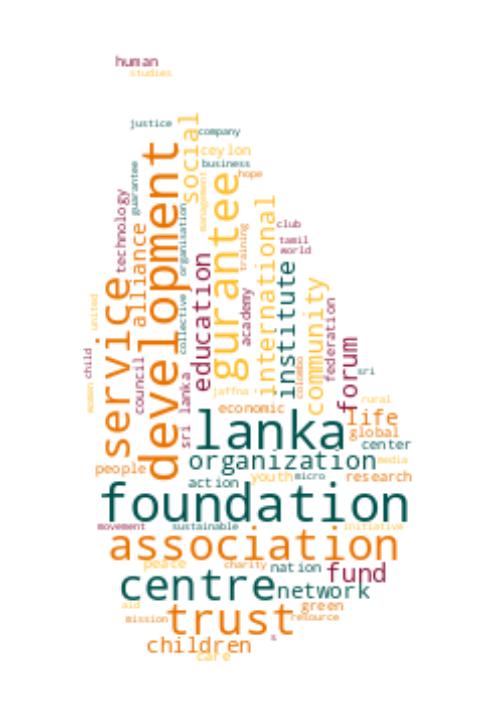 human
studies
justice
company
social
ceylon
business
development
guarantee
hope
management
gurantee
training
technology
organisation
alliance
international
club
tamil
world
education
institute
service
community
academy
federation
collective
united
forum
child
council
colombo
sri
women
sri lanka
jaffna
economic
rural
lanka
life
global
center
organization
people
media
youth
micro
research
action
foundation
movement
sustainable
initiative
association
peace
charity
nation
fund
centre
network
aid
green
trust
mission
resource
children
s
care